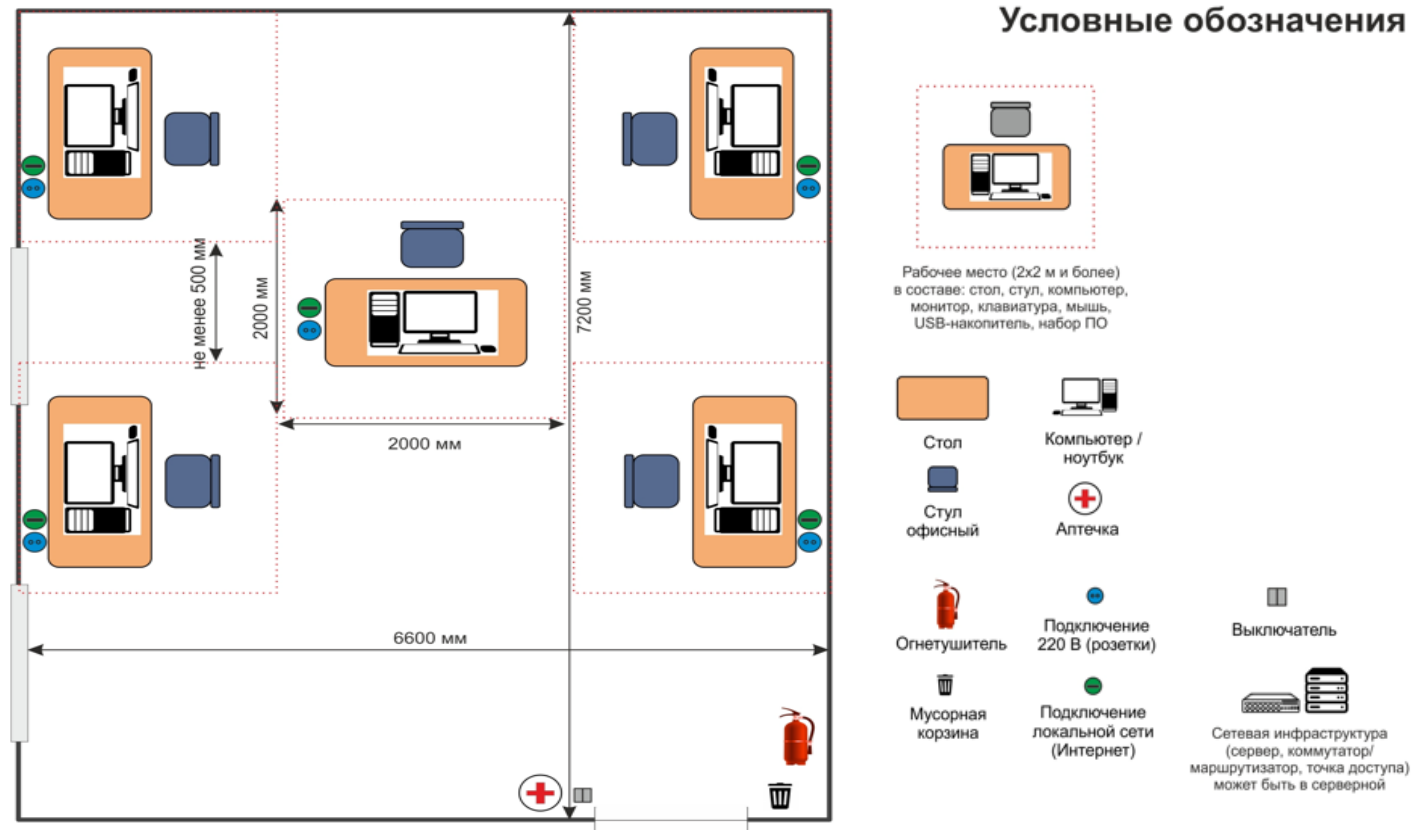 Условные обозначения
не менее 500 мм
2000 мм
7200 мм
2000 мм
6600 мм
Рабочее место (2x2 м и более)
в составе: стол, стул, компьютер,
монитор, клавиатура, мышь,
USB-накопитель, набор ПО
Стол
Компьютер /
ноутбук
Стул
офисный
Аптечка
Огнетушитель
Подключение
220 В (розетки)
Выключатель
Мусорная
корзина
Подключение
локальной сети
(Интернет)
Сетевая инфраструктура
(сервер, коммутатор/
маршрутизатор, точка доступа)
может быть в серверной